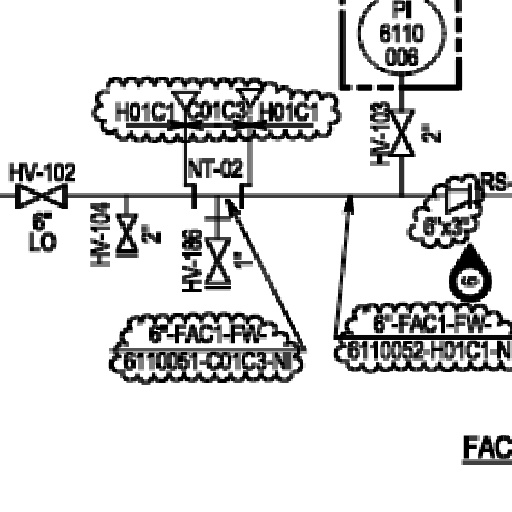 PI
6110
006
H01C1 C01C3 H01C1
HV-103
2"
HV-102
NT-02
RS-
6"
LO
HV-104
2"
HV-186
1"
6"x3"
6"-FAC1-FW-
6110051-C01C3-NI
6"-FAC1-FW-
6110052-H01C1-N
FAC